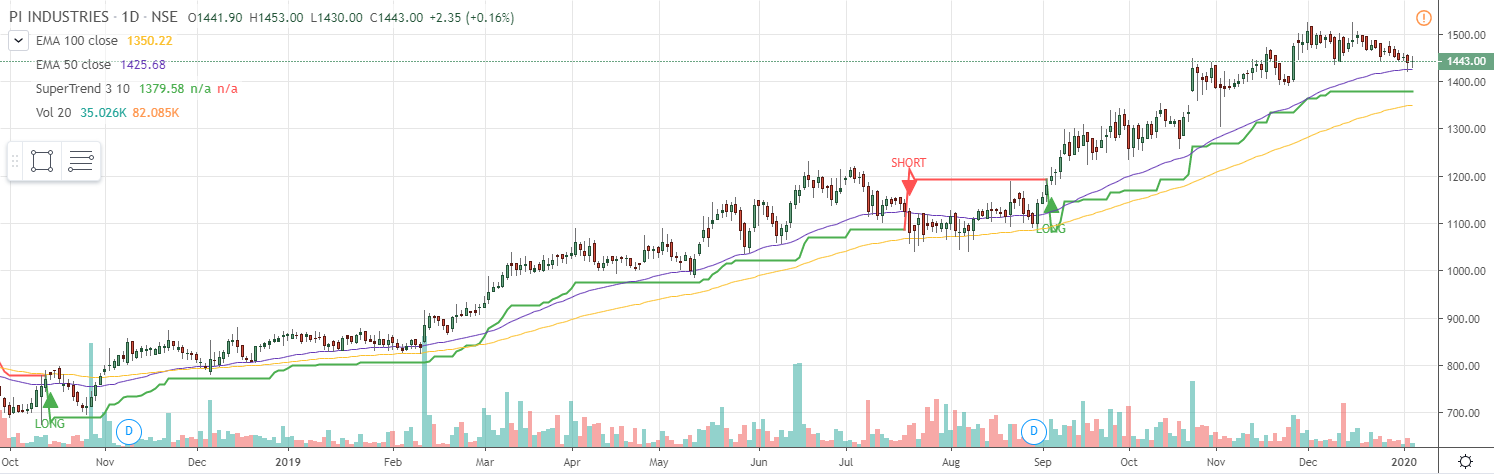 PI INDUSTRIES · 1D · NSE O1441.90 H1453.00 L1430.00 C1443.00 +2.35 (+0.16%)
EMA 100 close 1350.22
EMA 50 close 1425.68
SuperTrend 3 10 1379.58 n/a n/a
Vol 20 35.026K 82.085K
1500.00
1443.00
1400.00
1300.00
SHORT
1200.00
1100.00
LONG
1000.00
900.00
800.00
700.00
LONG
D
D
Oct Nov Dec 2019 Feb Mar Apr May Jun Jul Aug Sep Oct Nov Dec 2020